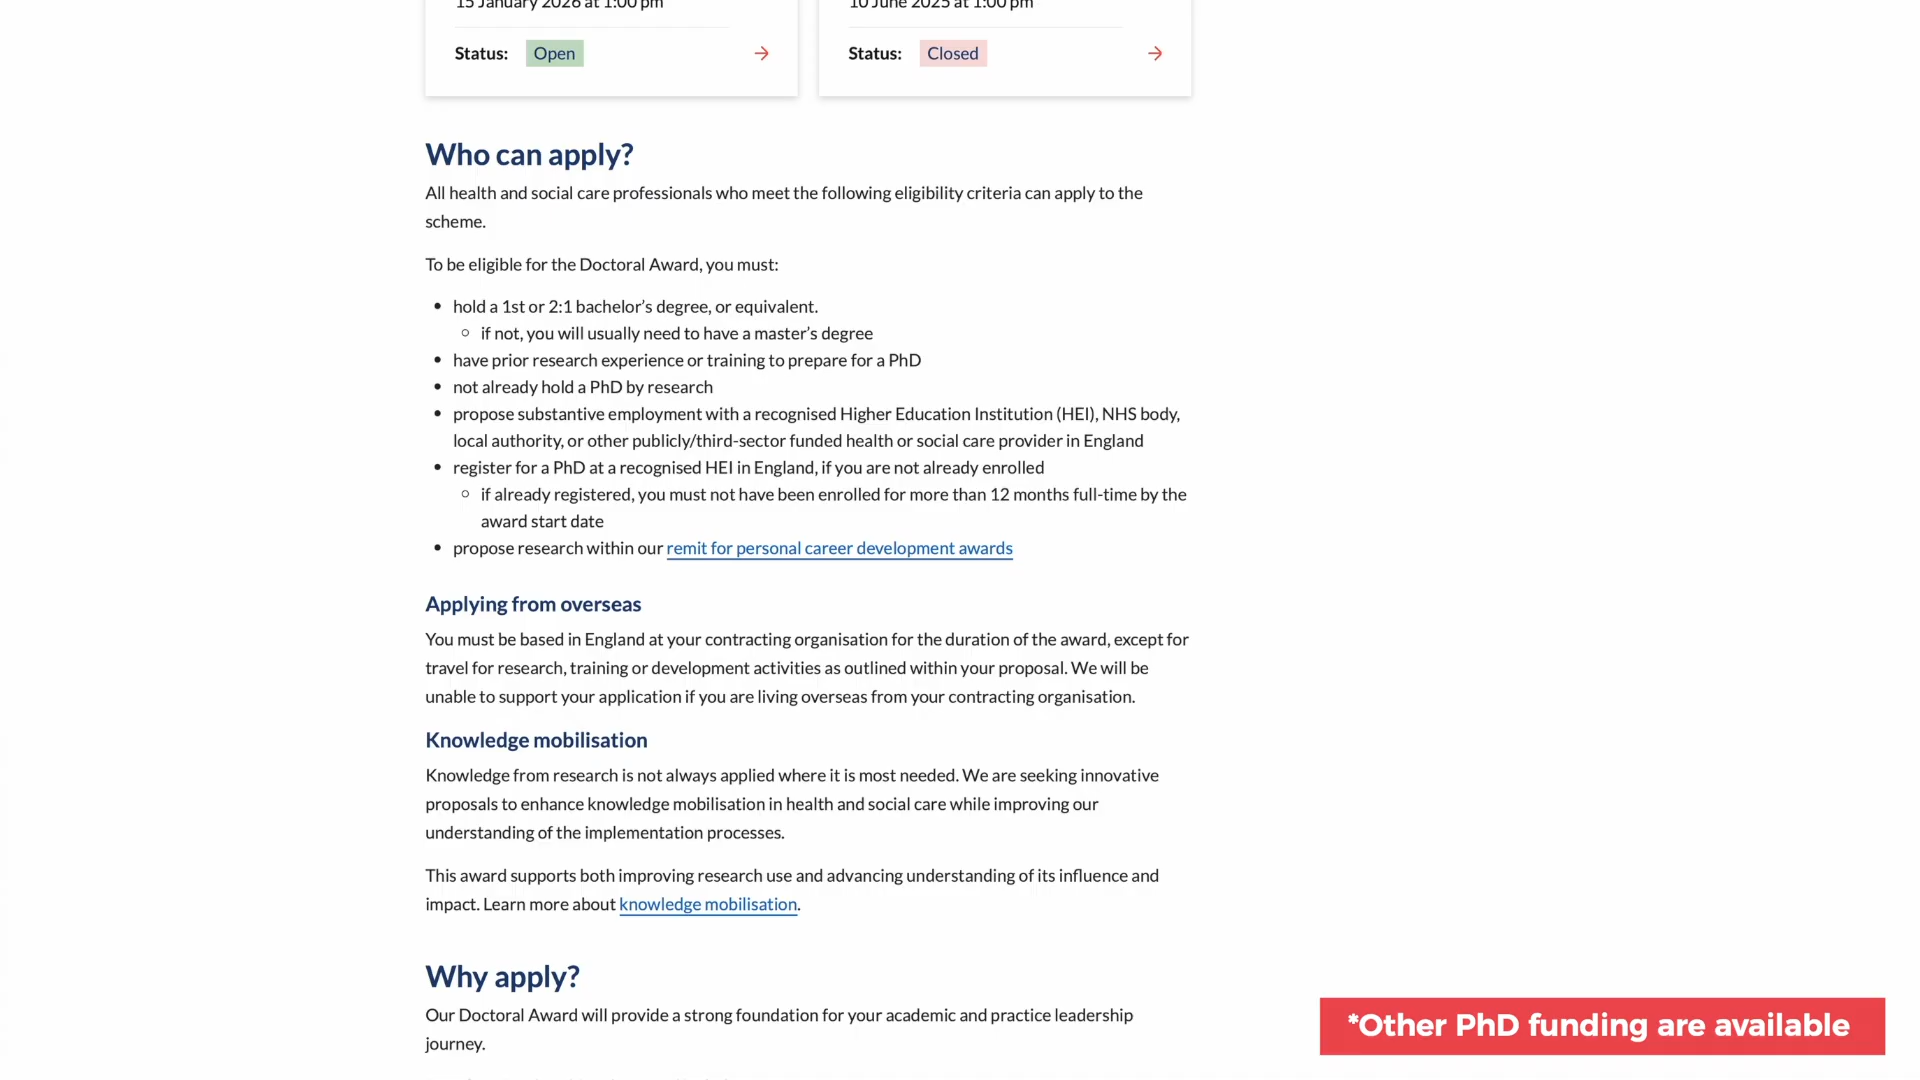 15 January 2026 at 1:00 pm
10 June 2025 at 1:00 pm
Status: Open
Status: Closed
Who can apply?
All health and social care professionals who meet the following eligibility criteria can apply to the
scheme.
To be eligible for the Doctoral Award, you must:
hold a 1st or 2:1 bachelor’s degree, or equivalent.
if not, you will usually need to have a master’s degree
have prior research experience or training to prepare for a PhD
not already hold a PhD by research
propose substantive employment with a recognised Higher Education Institution (HEI), NHS body,
local authority, or other publicly/third-sector funded health or social care provider in England
register for a PhD at a recognised HEI in England, if you are not already enrolled
if already registered, you must not have been enrolled for more than 12 months full-time by the
award start date
propose research within our remit for personal career development awards
Applying from overseas
You must be based in England at your contracting organisation for the duration of the award, except for
travel for research, training or development activities as outlined within your proposal. We will be
unable to support your application if you are living overseas from your contracting organisation.
Knowledge mobilisation
Knowledge from research is not always applied where it is most needed. We are seeking innovative
proposals to enhance knowledge mobilisation in health and social care while improving our
understanding of the implementation processes.
This award supports both improving research use and advancing understanding of its influence and
impact. Learn more about knowledge mobilisation.
Why apply?
Our Doctoral Award will provide a strong foundation for your academic and practice leadership
journey.
*Other PhD funding are available